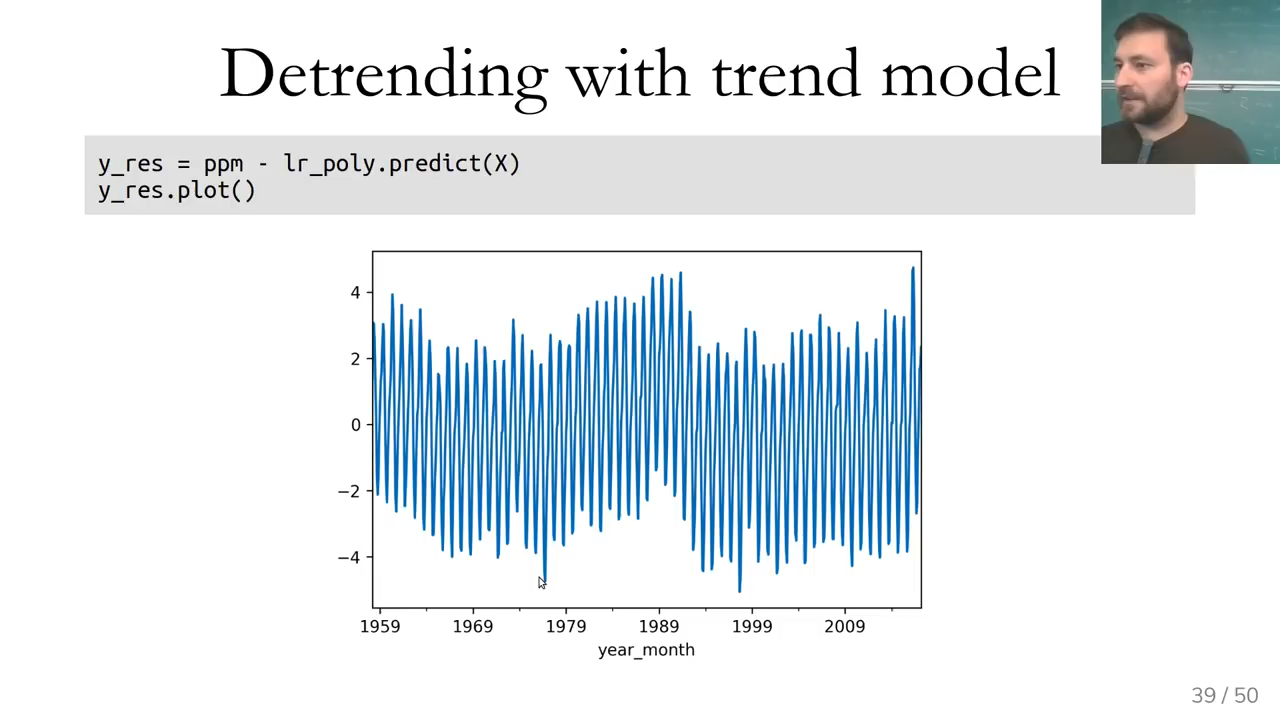 Detrending with trend model
y_res = ppm - lr_poly.predict(X)
y_res.plot()
4
2
0
−2
−4
1959 1969 1979 1989 1999 2009
year_month
39 / 50